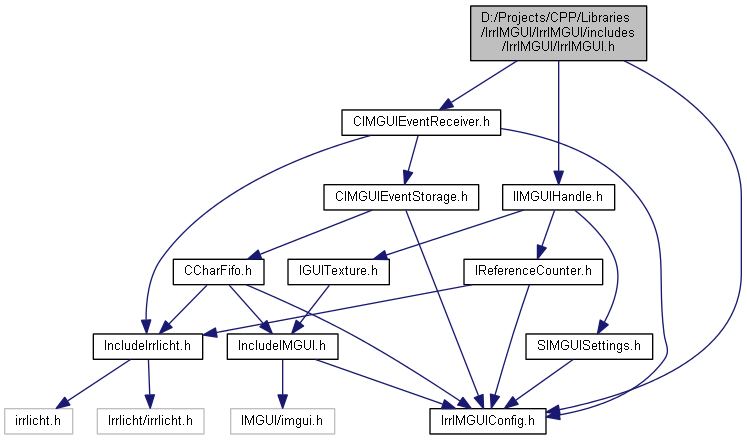 D:/Projects/CPP/Libraries
/IrrIMGUI/IrrIMGUI/includes
/IrrIMGUI/IrrIMGUI.h
CIMGUIEventReceiver.h
CIMGUIEventStorage.h
IIMGUIHandle.h
CCharFifo.h
IGUITexture.h
IReferenceCounter.h
IncludeIrrlicht.h
IncludeIMGUI.h
SIMGUISettings.h
irrlicht.h
Irrlicht/irrlicht.h
IMGUI/imgui.h
IrrIMGUIConfig.h